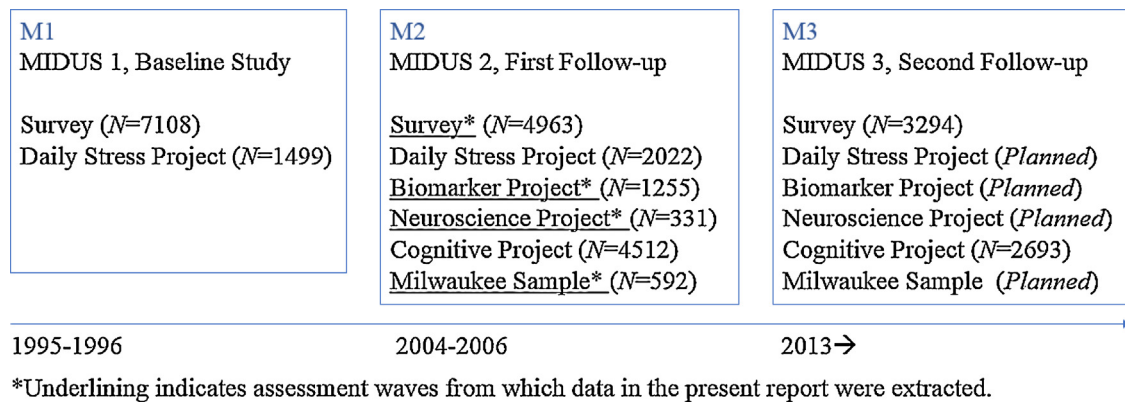 M1
MIDUS 1, Baseline Study
Survey (N=7108)
Daily Stress Project (N=1499)
M2
MIDUS 2, First Follow-up
Survey* (N=4963)
Daily Stress Project (N=2022)
Biomarker Project* (N=1255)
Neuroscience Project* (N=331)
Cognitive Project (N=4512)
Milwaukee Sample* (N=592)
M3
MIDUS 3, Second Follow-up
Survey (N=3294)
Daily Stress Project (Planned)
Biomarker Project (Planned)
Neuroscience Project (Planned)
Cognitive Project (N=2693)
Milwaukee Sample (Planned)
1995-1996
2004-2006
2013→
*Underlining indicates assessment waves from which data in the present report were extracted.